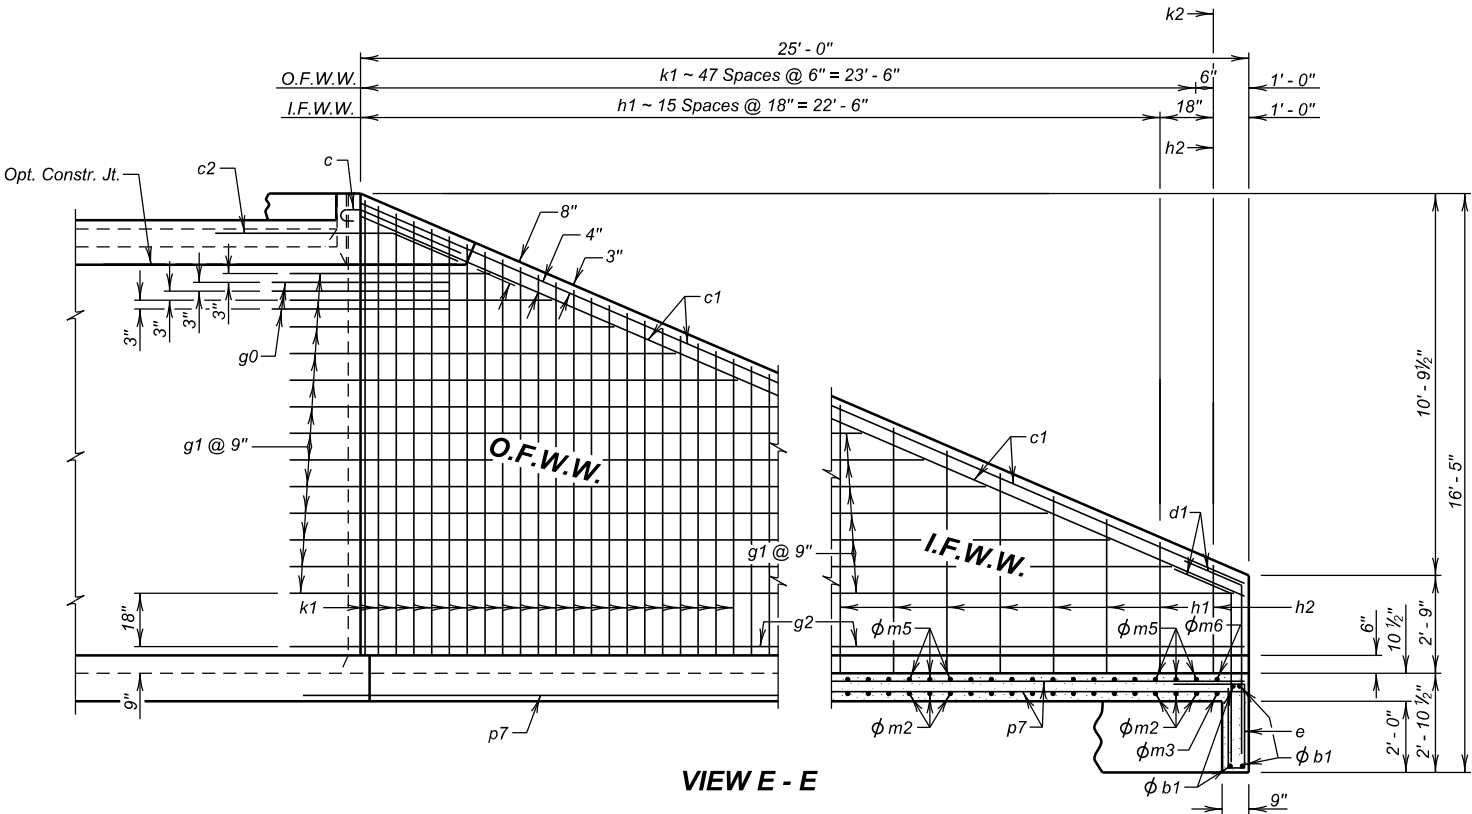 k2
25' - 0"
O.F.W.W. k1 ~ 47 Spaces @ 6" = 23' - 6" 6" 1' - 0"
I.F.W.W. h1 ~ 15 Spaces @ 18" = 22' - 6" 18" 1' - 0"
h2
Opt. Constr. Jt.
c2
c
8"
4"
3"
c1
3"
3"
3"
3"
g0
10' - 9½"
16' - 5"
g1 @ 9"
O.F.W.W.
c1
d1
g1 @ 9"
I.F.W.W.
18"
k1
h1
h2
g2
ϕ m5
ϕ m5
ϕ m6
6"
10 ½"
2' - 9"
9"
p7
ϕ m2
p7
ϕ m2
ϕ m3
e
ϕ b1
ϕ b1
2' - 0"
2' - 10 ½"
9"
VIEW E - E